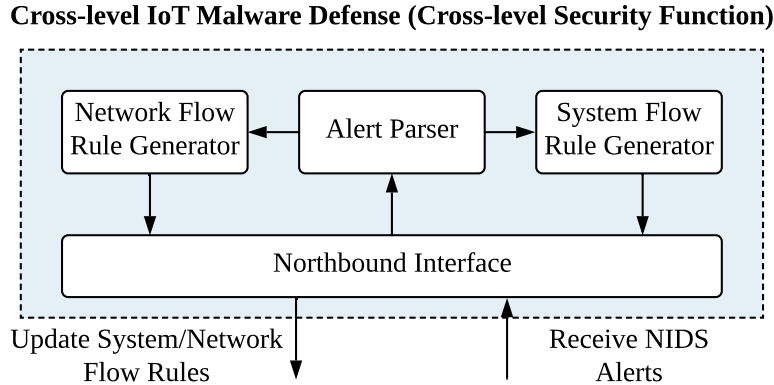 Cross-level IoT Malware Defense (Cross-level Security Function)
Network Flow
Rule Generator
Alert Parser
System Flow
Rule Generator
Northbound Interface
Update System/Network
Flow Rules
Receive NIDS
Alerts